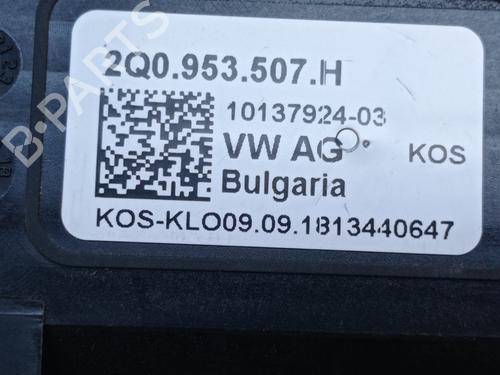 2Q0.953.507.H
10137924-03
VW AG
KOS
Bulgaria
KOS-KLO09.09.1813440647
B-PARTS